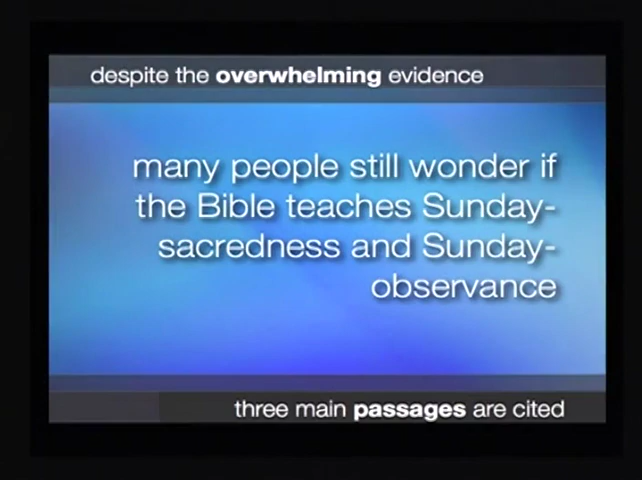 despite the overwhelming evidence
many people still wonder if
the Bible teaches Sunday-
sacredness and Sunday-
observance
three main passages are cited